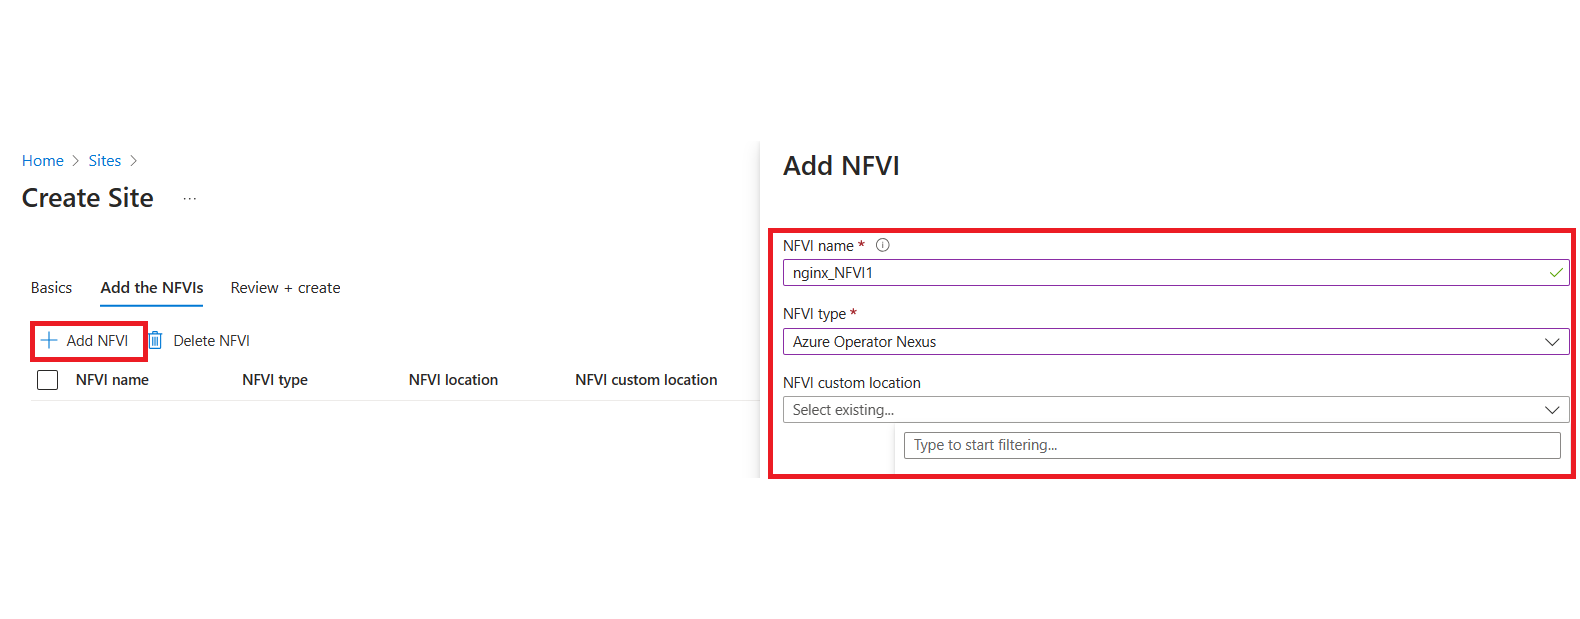 Home > Sites >
Create Site ...
Basics Add the NFVIs Review + create
+ Add NFVI Delete NFVI
NFVI name NFVI type NFVI location NFVI custom location
Add NFVI
NFVI name *
nginx_NFVI1
NFVI type *
Azure Operator Nexus
NFVI custom location
Select existing...
Type to start filtering...